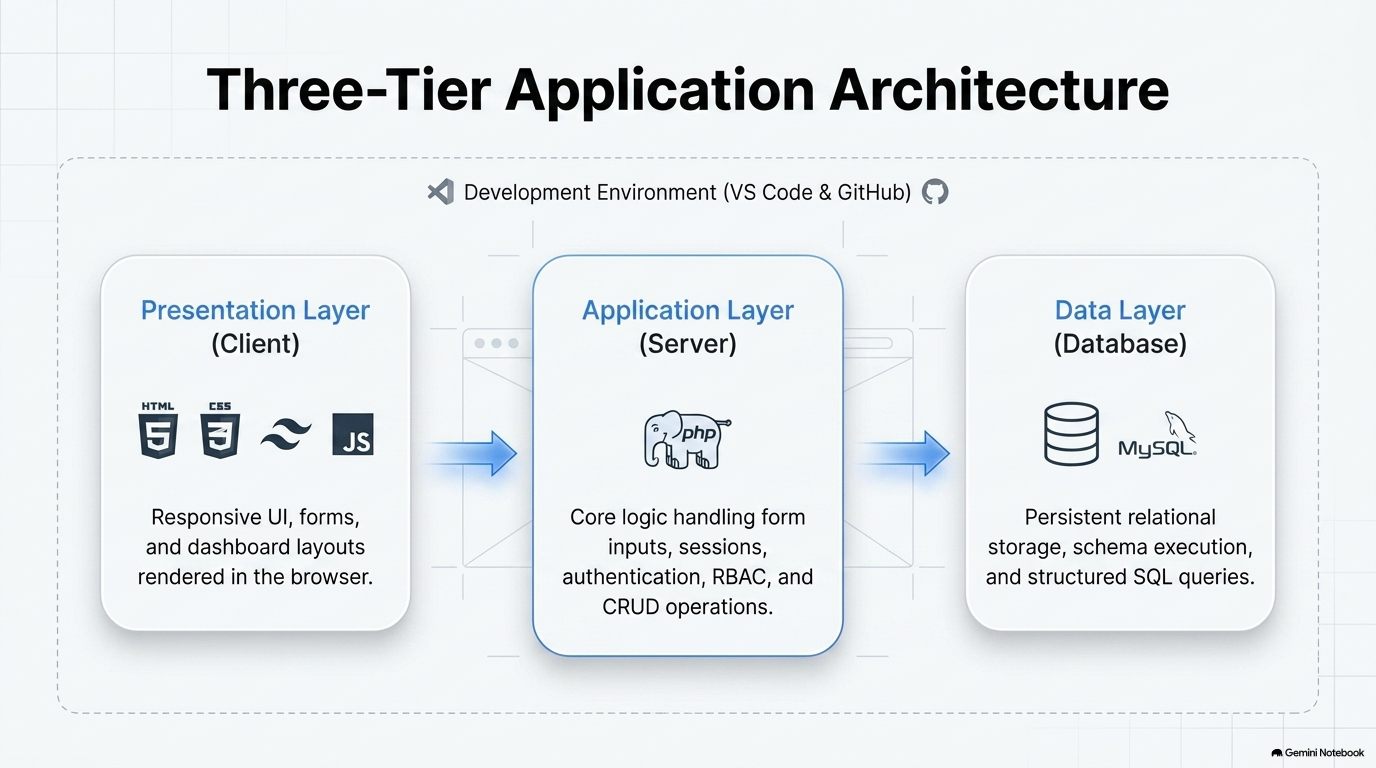 Three-Tier Application Architecture
Development Environment (VS Code & GitHub)
Presentation Layer
(Client)
HTML
5
CSS
3
JS
Responsive UI, forms,
and dashboard layouts
rendered in the browser.
Application Layer
(Server)
php
Core logic handling form
inputs, sessions,
authentication, RBAC, and
CRUD operations.
Data Layer
(Database)
MySQL®
Persistent relational
storage, schema execution,
and structured SQL queries.
Gemini Notebook